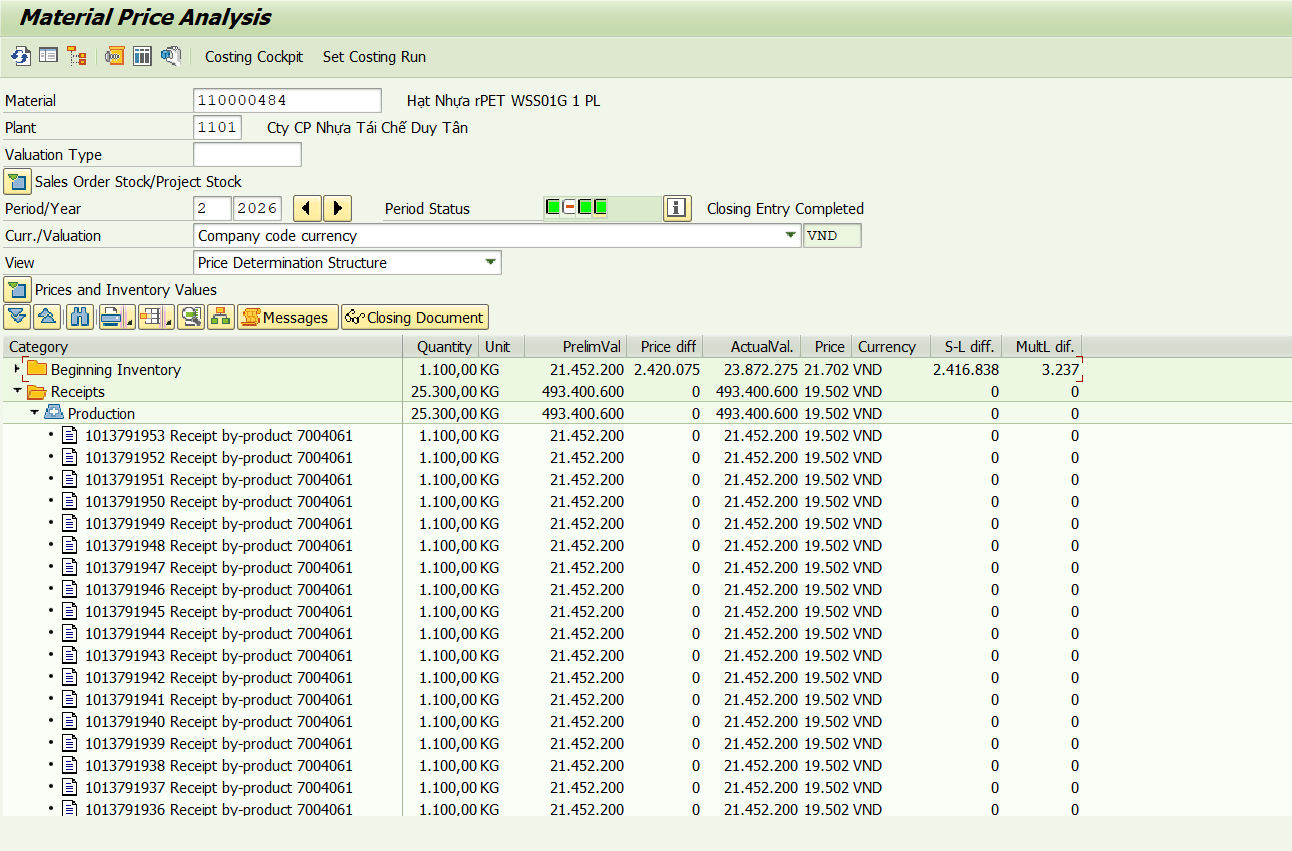 Material Price Analysis
Costing Cockpit Set Costing Run
Material 110000484 Hạt Nhựa rPET WSS01G 1 PL
Plant 1101 Cty CP Nhựa Tái Chế Duy Tân
Valuation Type
Sales Order Stock/Project Stock
Period/Year 2 2026 Period Status Closing Entry Completed
Curr./Valuation Company code currency VND
View Price Determination Structure
Prices and Inventory Values
Messages Closing Document
Category Quantity Unit PrelimVal Price diff ActualVal. Price Currency S-L diff. MultL dif.
Beginning Inventory 1.100,00 KG 21.452.200 2.420.075 23.872.275 21.702 VND 2.416.838 3.237
Receipts 25.300,00 KG 493.400.600 0 493.400.600 19.502 VND 0 0
Production 25.300,00 KG 493.400.600 0 493.400.600 19.502 VND 0 0
1013791953 Receipt by-product 7004061 1.100,00 KG 21.452.200 0 21.452.200 19.502 VND 0 0
1013791952 Receipt by-product 7004061 1.100,00 KG 21.452.200 0 21.452.200 19.502 VND 0 0
1013791951 Receipt by-product 7004061 1.100,00 KG 21.452.200 0 21.452.200 19.502 VND 0 0
1013791950 Receipt by-product 7004061 1.100,00 KG 21.452.200 0 21.452.200 19.502 VND 0 0
1013791949 Receipt by-product 7004061 1.100,00 KG 21.452.200 0 21.452.200 19.502 VND 0 0
1013791948 Receipt by-product 7004061 1.100,00 KG 21.452.200 0 21.452.200 19.502 VND 0 0
1013791947 Receipt by-product 7004061 1.100,00 KG 21.452.200 0 21.452.200 19.502 VND 0 0
1013791946 Receipt by-product 7004061 1.100,00 KG 21.452.200 0 21.452.200 19.502 VND 0 0
1013791945 Receipt by-product 7004061 1.100,00 KG 21.452.200 0 21.452.200 19.502 VND 0 0
1013791944 Receipt by-product 7004061 1.100,00 KG 21.452.200 0 21.452.200 19.502 VND 0 0
1013791943 Receipt by-product 7004061 1.100,00 KG 21.452.200 0 21.452.200 19.502 VND 0 0
1013791942 Receipt by-product 7004061 1.100,00 KG 21.452.200 0 21.452.200 19.502 VND 0 0
1013791941 Receipt by-product 7004061 1.100,00 KG 21.452.200 0 21.452.200 19.502 VND 0 0
1013791940 Receipt by-product 7004061 1.100,00 KG 21.452.200 0 21.452.200 19.502 VND 0 0
1013791939 Receipt by-product 7004061 1.100,00 KG 21.452.200 0 21.452.200 19.502 VND 0 0
1013791938 Receipt by-product 7004061 1.100,00 KG 21.452.200 0 21.452.200 19.502 VND 0 0
1013791937 Receipt by-product 7004061 1.100,00 KG 21.452.200 0 21.452.200 19.502 VND 0 0
1013791936 Receipt by-product 7004061 1.100,00 KG 21.452.200 0 21.452.200 19.502 VND 0 0